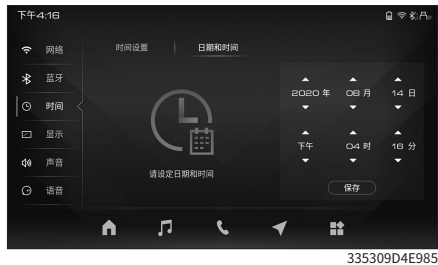 下午4:16
网络
蓝牙
时间
显示
声音
语音
时间设置
日期和时间
请设定日期和时间
2020 年 08 月 14 日
下午 04 时 16 分
保存
335309D4E985